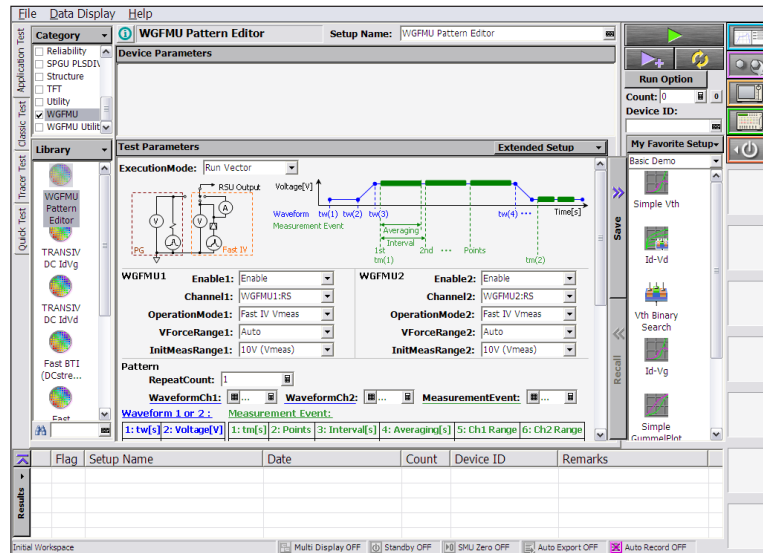 File Data Display Help
Category
Reliability
SPGU PLSDIV
Structure
TFT
Utility
WGFMU
WGFMU Utility
Library
WGFMU
Pattern
Editor
TRANSIV
DC IdVg
TRANSIV
DC IdVd
Fast BTI
(DCstre...
Fast
Application Test
Classic Test
Tracer Test
Quick Test
WGFMU Pattern Editor
Setup Name: WGFMU Pattern Editor
Device Parameters
Test Parameters
Extended Setup
ExecutionMode: Run Vector
RSU Output
V
A
V
PG
Fast IV
Voltage[V]
Waveform tw(1) tw(2) tw(3) tw(4) ··· Time[s]
Measurement Event
Averaging
Interval
1st 2nd ··· Points
tm(1) tm(2)
WGFMU1 Enable1: Enable
Channel1: WGFMU1:RS
OperationMode1: Fast IV Vmeas
VForceRange1: Auto
InitMeasRange1: 10V (Vmeas)
WGFMU2 Enable2: Enable
Channel2: WGFMU2:RS
OperationMode2: Fast IV Vmeas
VForceRange2: Auto
InitMeasRange2: 10V (Vmeas)
Pattern
RepeatCount: 1
WaveformCh1: ... WaveformCh2: ... MeasurementEvent: ...
Waveform 1 or 2 : Measurement Event:
1: tw[s] 2: Voltage[V] 1: tm[s] 2: Points 3: Interval[s] 4: Averaging[s] 5: Ch1 Range 6: Ch2 Range
Save
Recall
Run Option
Count: 0 0
Device ID:
My Favorite Setup
Basic Demo
Simple Vth
Id-Vd
Vth Binary
Search
Id-Vg
Simple
GummelPlot
Results
Flag Setup Name Date Count Device ID Remarks
Initial Workspace Multi Display OFF Standby OFF SMU Zero OFF Auto Export OFF Auto Record OFF